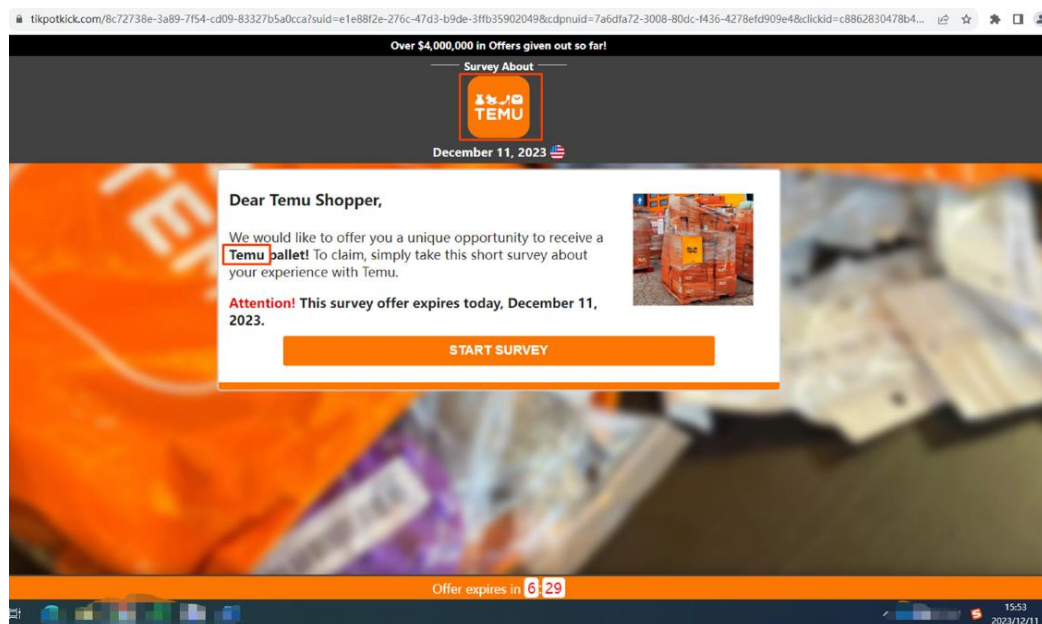 tikpotkick.com/8c72738e-3a89-7f54-cd09-83327b5a0cca?suid=e1e88f2e-276c-47d3-b9de-3ffb35902049&cdpnuid=7a6dfa72-3008-80dc-f436-4278efd909e4&clickid=c8862830478b4...
Over $4,000,000 in Offers given out so far!
Survey About
TEMU
December 11, 2023
Dear Temu Shopper,
We would like to offer you a unique opportunity to receive a
Temu pallet! To claim, simply take this short survey about
your experience with Temu.
Attention! This survey offer expires today, December 11,
2023.
START SURVEY
Offer expires in 6:29
15:53
2023/12/11